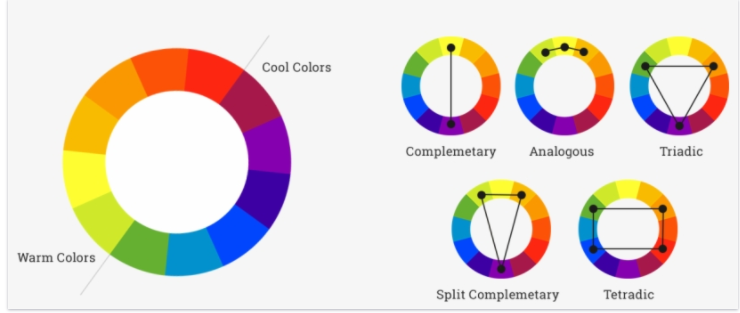 Cool Colors
Warm Colors
Complemetary
Analogous
Triadic
Split Complemetary
Tetradic